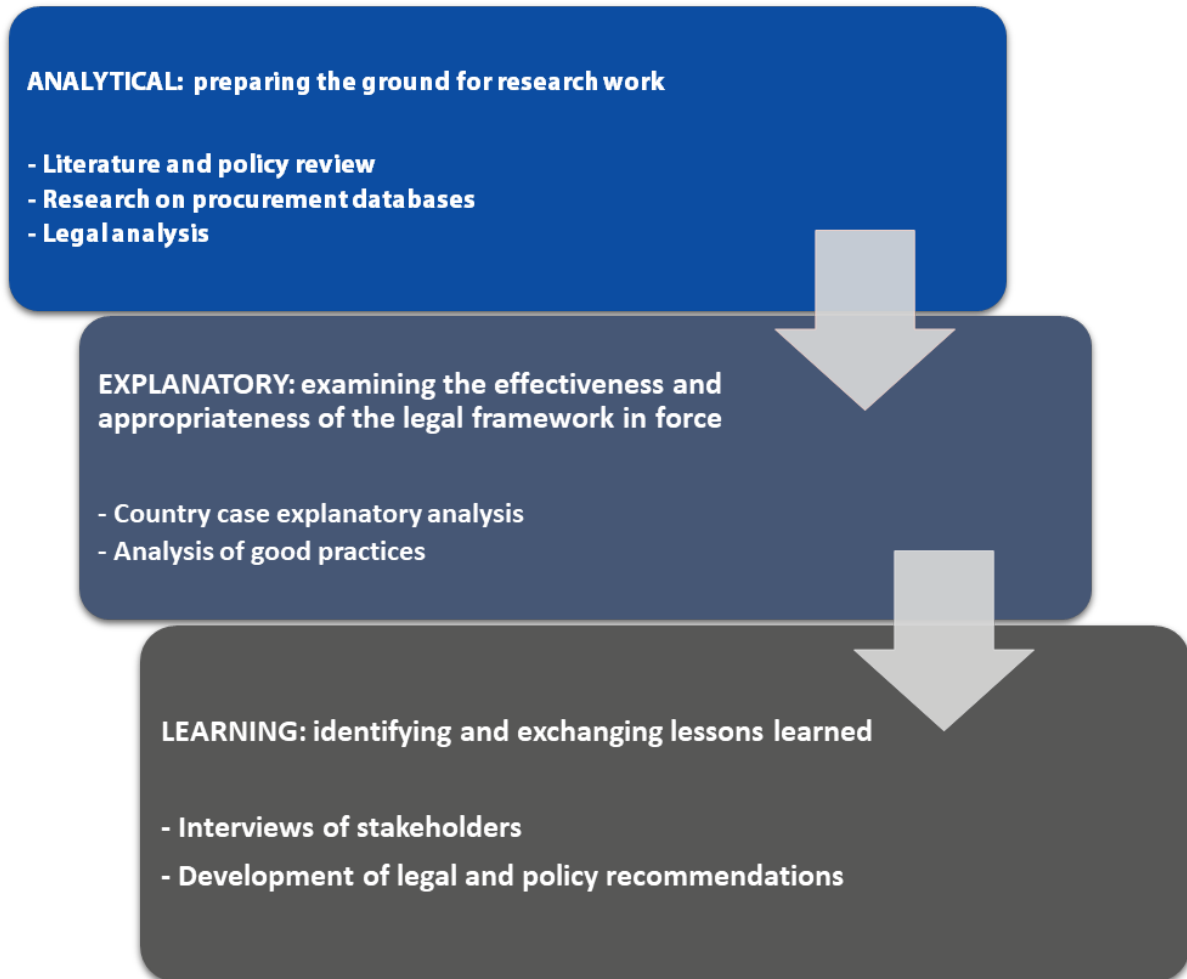 ANALYTICAL: preparing the ground for research work
- Literature and policy review
- Research on procurement databases
- Legal analysis
EXPLANATORY: examining the effectiveness and
appropriateness of the legal framework in force
- Country case explanatory analysis
- Analysis of good practices
LEARNING: identifying and exchanging lessons learned
- Interviews of stakeholders
- Development of legal and policy recommendations